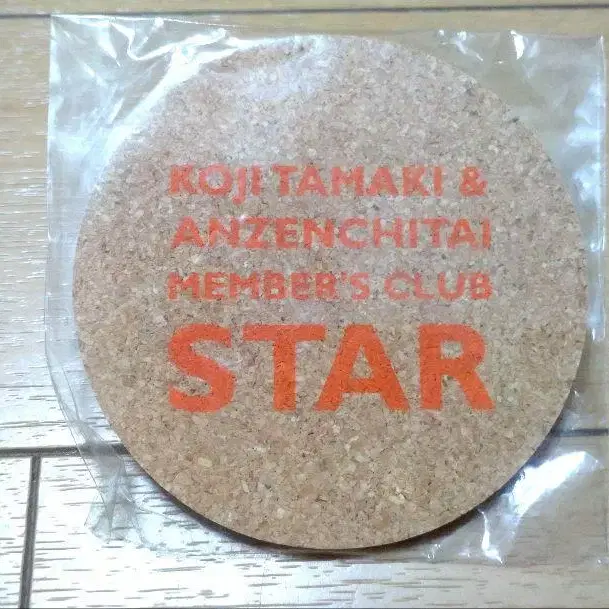 KOJI TAMAKI &
ANZENCHITAI
MEMBER'S CLUB
STAR